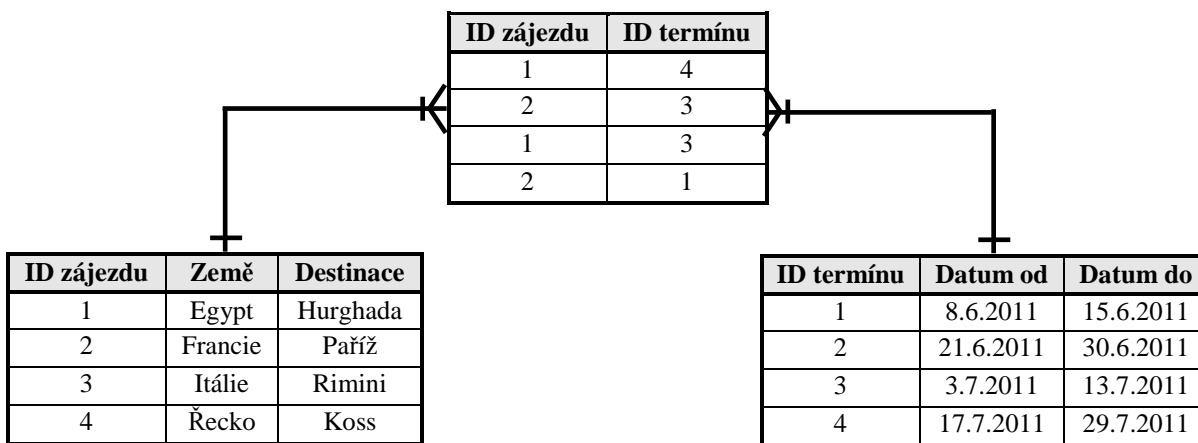 ID zájezdu ID termínu
1 4
2 3
1 3
2 1
ID zájezdu Země Destinace
1 Egypt Hurghada
2 Francie Paříž
3 Itálie Rimini
4 Řecko Koss
ID termínu Datum od Datum do
1 8.6.2011 15.6.2011
2 21.6.2011 30.6.2011
3 3.7.2011 13.7.2011
4 17.7.2011 29.7.2011